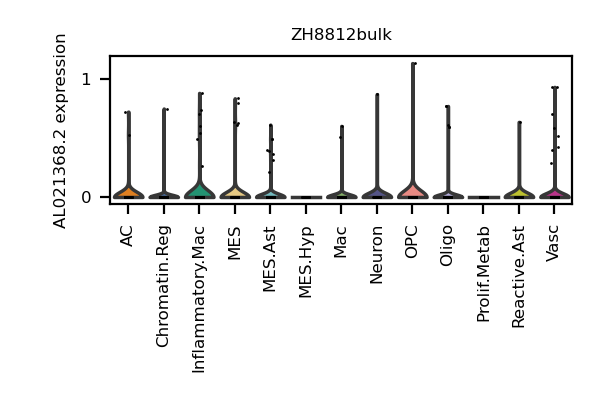 ZH8812bulk
AL021368.2 expression
1
0
AC
Chromatin.Reg
Inflammatory.Mac
MES
MES.Ast
MES.Hyp
Mac
Neuron
OPC
Oligo
Prolif.Metab
Reactive.Ast
Vasc